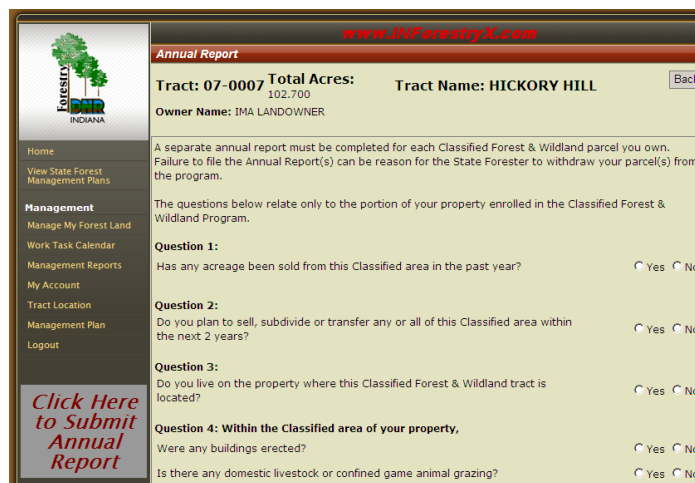 www.INForestryX.com
Annual Report
Tract: 07-0007 Total Acres: Tract Name: HICKORY HILL Back
102.700
Owner Name: IMA LANDOWNER
Forestry
DNR
INDIANA
Home
View State Forest
Management Plans
Management
Manage My Forest Land
Work Task Calendar
Management Reports
My Account
Tract Location
Management Plan
Logout
Click Here
to Submit
Annual
Report
A separate annual report must be completed for each Classified Forest & Wildland parcel you own.
Failure to file the Annual Report(s) can be reason for the State Forester to withdraw your parcel(s) from
the program.
The questions below relate only to the portion of your property enrolled in the Classified Forest &
Wildland Program.
Question 1:
Has any acreage been sold from this Classified area in the past year? Yes No
Question 2:
Do you plan to sell, subdivide or transfer any or all of this Classified area within
the next 2 years? Yes No
Question 3:
Do you live on the property where this Classified Forest & Wildland tract is
located? Yes No
Question 4: Within the Classified area of your property,
Were any buildings erected? Yes No
Is there any domestic livestock or confined game animal grazing? Yes No